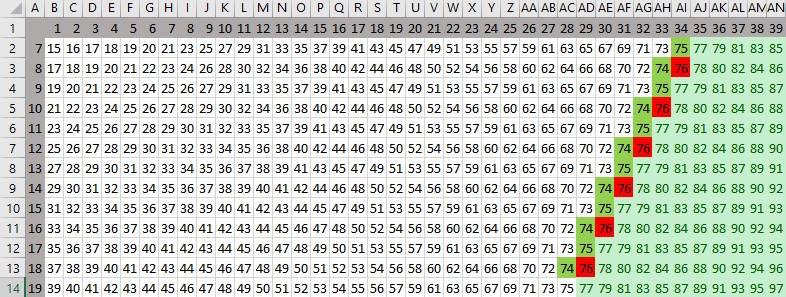 A B C D E F G H I J K L M N O P Q R S T U V W X Y Z AA AB AC AD AE AF AG AH AI AJ AK AL AM AN
1 1 2 3 4 5 6 7 8 9 10 11 12 13 14 15 16 17 18 19 20 21 22 23 24 25 26 27 28 29 30 31 32 33 34 35 36 37 38 39
2 7 15 16 17 18 19 20 21 23 25 27 29 31 33 35 37 39 41 43 45 47 49 51 53 55 57 59 61 63 65 67 69 71 73 75 77 79 81 83 85
3 8 17 18 19 20 21 22 23 24 26 28 30 32 34 36 38 40 42 44 46 48 50 52 54 56 58 60 62 64 66 68 70 72 74 76 78 80 82 84 86
4 9 19 20 21 22 23 24 25 26 27 29 31 33 35 37 39 41 43 45 47 49 51 53 55 57 59 61 63 65 67 69 71 73 75 77 79 81 83 85 87
5 10 21 22 23 24 25 26 27 28 29 30 32 34 36 38 40 42 44 46 48 50 52 54 56 58 60 62 64 66 68 70 72 74 76 78 80 82 84 86 88
6 11 23 24 25 26 27 28 29 30 31 32 33 35 37 39 41 43 45 47 49 51 53 55 57 59 61 63 65 67 69 71 73 75 77 79 81 83 85 87 89
7 12 25 26 27 28 29 30 31 32 33 34 35 36 38 40 42 44 46 48 50 52 54 56 58 60 62 64 66 68 70 72 74 76 78 80 82 84 86 88 90
8 13 27 28 29 30 31 32 33 34 35 36 37 38 39 41 43 45 47 49 51 53 55 57 59 61 63 65 67 69 71 73 75 77 79 81 83 85 87 89 91
9 14 29 30 31 32 33 34 35 36 37 38 39 40 41 42 44 46 48 50 52 54 56 58 60 62 64 66 68 70 72 74 76 78 80 82 84 86 88 90 92
10 15 31 32 33 34 35 36 37 38 39 40 41 42 43 44 45 47 49 51 53 55 57 59 61 63 65 67 69 71 73 75 77 79 81 83 85 87 89 91 93
11 16 33 34 35 36 37 38 39 40 41 42 43 44 45 46 47 48 50 52 54 56 58 60 62 64 66 68 70 72 74 76 78 80 82 84 86 88 90 92 94
12 17 35 36 37 38 39 40 41 42 43 44 45 46 47 48 49 50 51 53 55 57 59 61 63 65 67 69 71 73 75 77 79 81 83 85 87 89 91 93 95
13 18 37 38 39 40 41 42 43 44 45 46 47 48 49 50 51 52 53 54 56 58 60 62 64 66 68 70 72 74 76 78 80 82 84 86 88 90 92 94 96
14 19 39 40 41 42 43 44 45 46 47 48 49 50 51 52 53 54 55 56 57 59 61 63 65 67 69 71 73 75 77 79 81 83 85 87 89 91 93 95 97